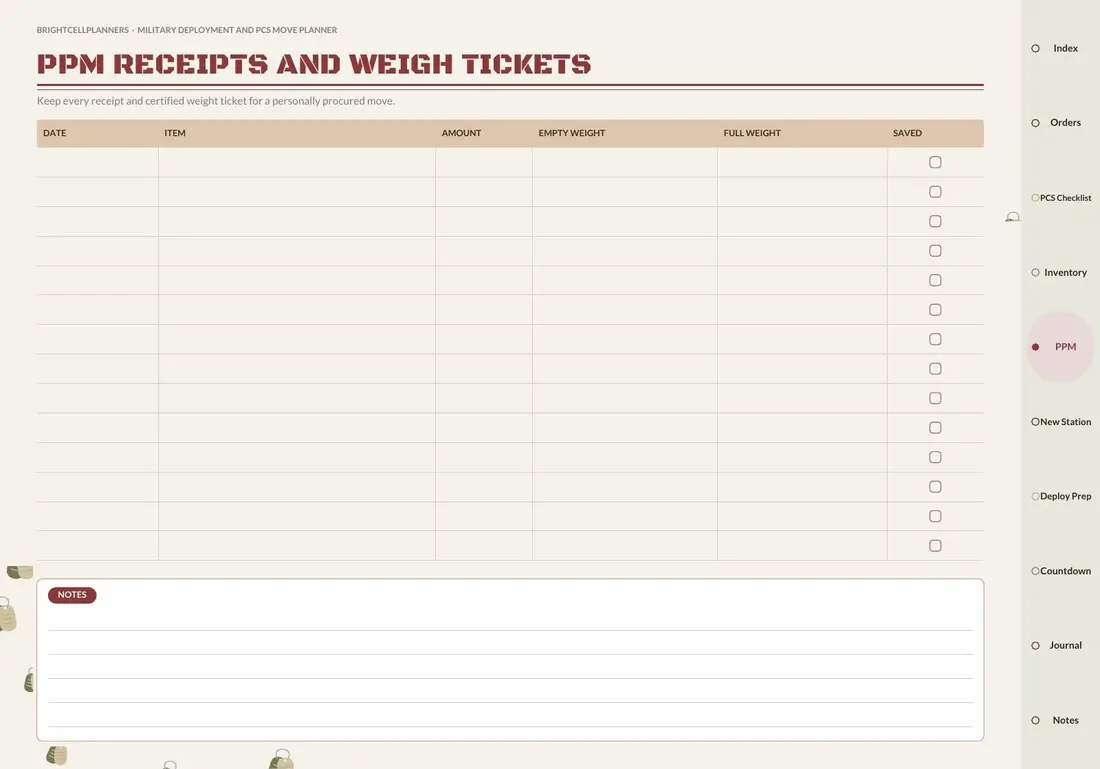 BRIGHTCELLPLANNERS · MILITARY DEPLOYMENT AND PCS MOVE PLANNER
PPM RECEIPTS AND WEIGH TICKETS
Keep every receipt and certified weight ticket for a personally procured move.
DATE ITEM AMOUNT EMPTY WEIGHT FULL WEIGHT SAVED
NOTES
Index
Orders
PCS Checklist
Inventory
PPM
New Station
Deploy Prep
Countdown
Journal
Notes